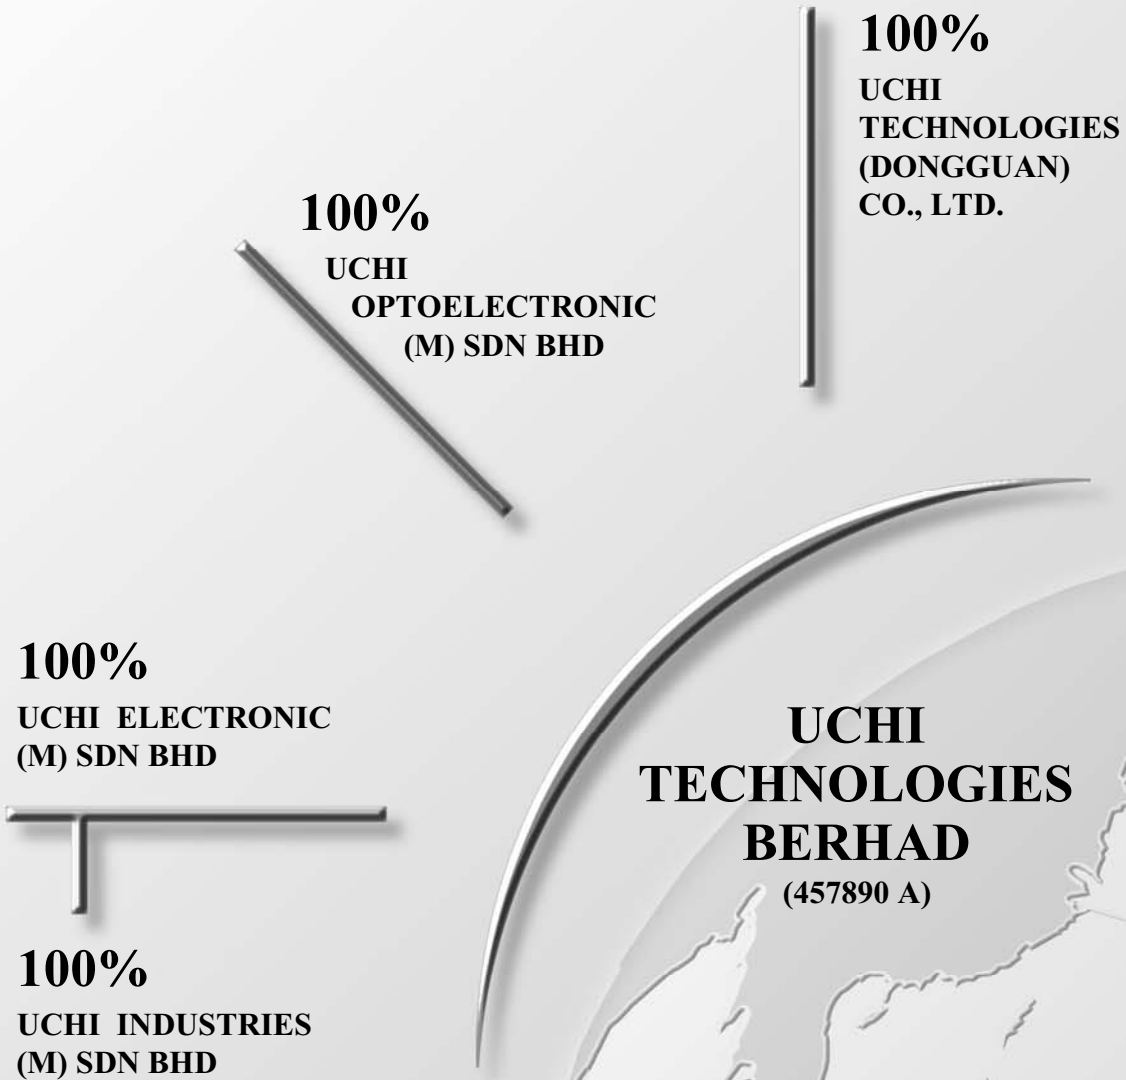 100%
UCHI
TECHNOLOGIES
(DONGGUAN)
CO., LTD.
100%
UCHI
OPTOELECTRONIC
(M) SDN BHD
100%
UCHI ELECTRONIC
(M) SDN BHD
UCHI
TECHNOLOGIES
BERHAD
(457890 A)
100%
UCHI INDUSTRIES
(M) SDN BHD